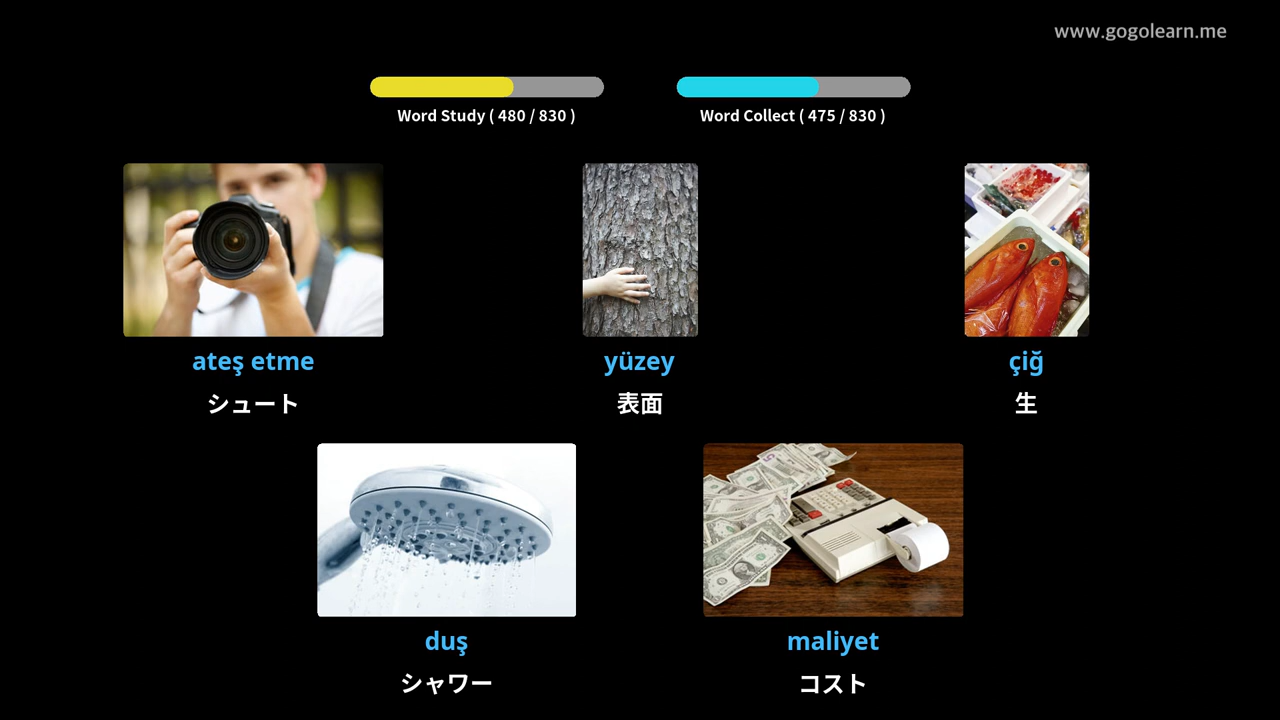 www.gogolearn.me
Word Study ( 480 / 830 )
Word Collect ( 475 / 830 )
ateş etme
シュート
yüzey
表面
çiğ
生
duş
シャワー
maliyet
コスト